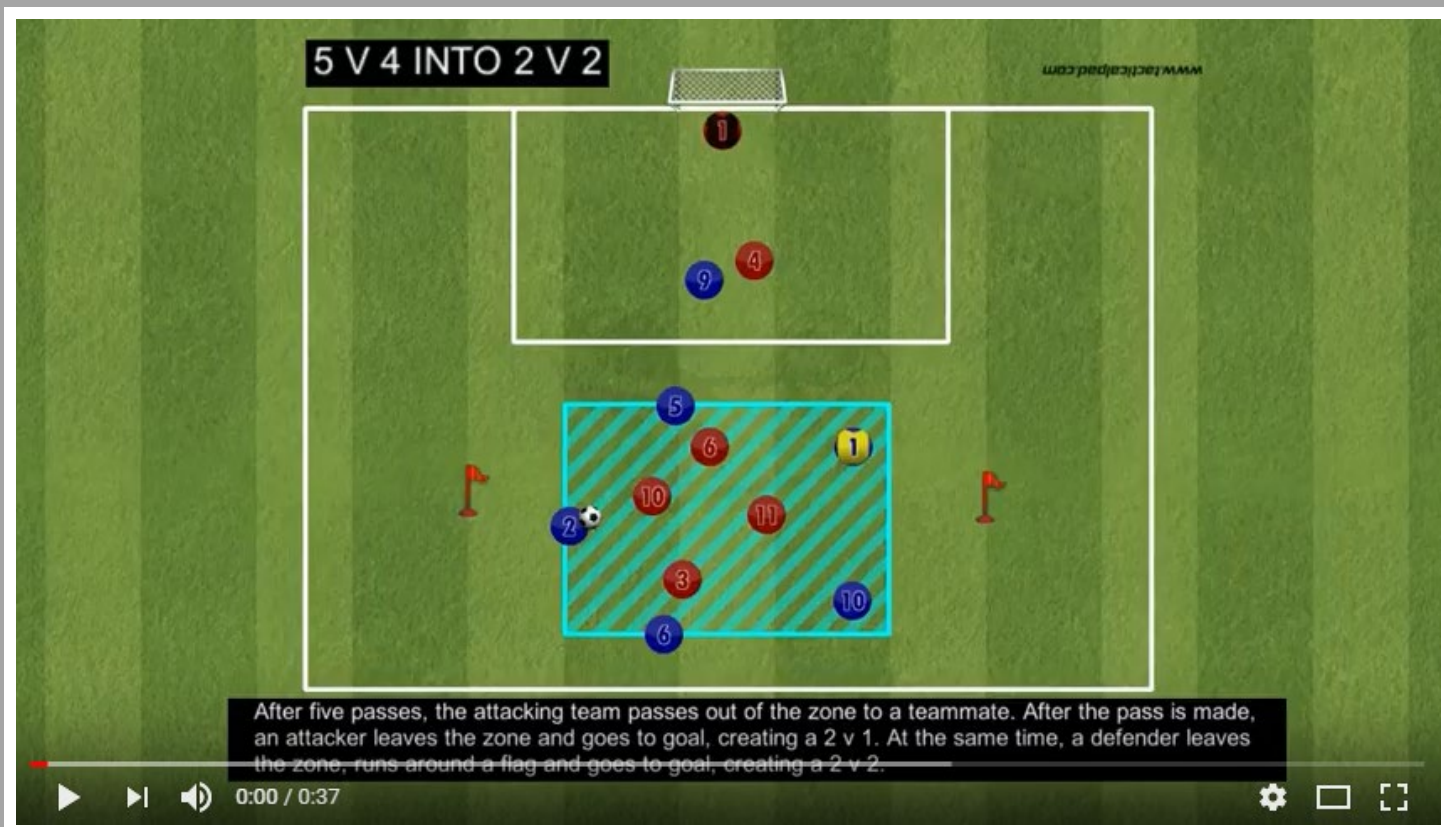 5 V 4 INTO 2 V 2
www.tacticalpad.com
1
4
9
5
6
1
10
11
2
3
10
6
After five passes, the attacking team passes out of the zone to a teammate. After the pass is made,
an attacker leaves the zone and goes to goal, creating a 2 v 1. At the same time, a defender leaves
the zone, runs around a flag and goes to goal, creating a 2 v 2.
0:00 / 0:37